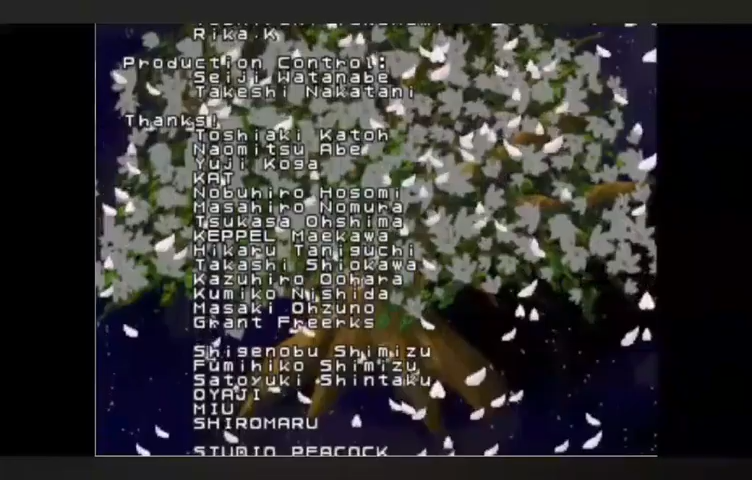 Rika.K
Production Control:
Seiji Watanabe
Takeshi Nakatani
Thanks!
Toshiaki Katoh
Naomitsu Abe
Yuji Koga
KAT
Nobuhiro Hosomi
Masahiro Nomura
Tsukasa Ohshima
KEPPEL Maekawa
Hikaru Taniguchi
Takashi Shiokawa
Kazuhiro Oohara
Kumiko Nishida
Masaki Ohzuno
Grant Freerks
Shigenobu Shimizu
Fumihiko Shimizu
Satoyuki Shintaku
OYAJI
MIU
SHIROMARU
STUDIO PEACOCK